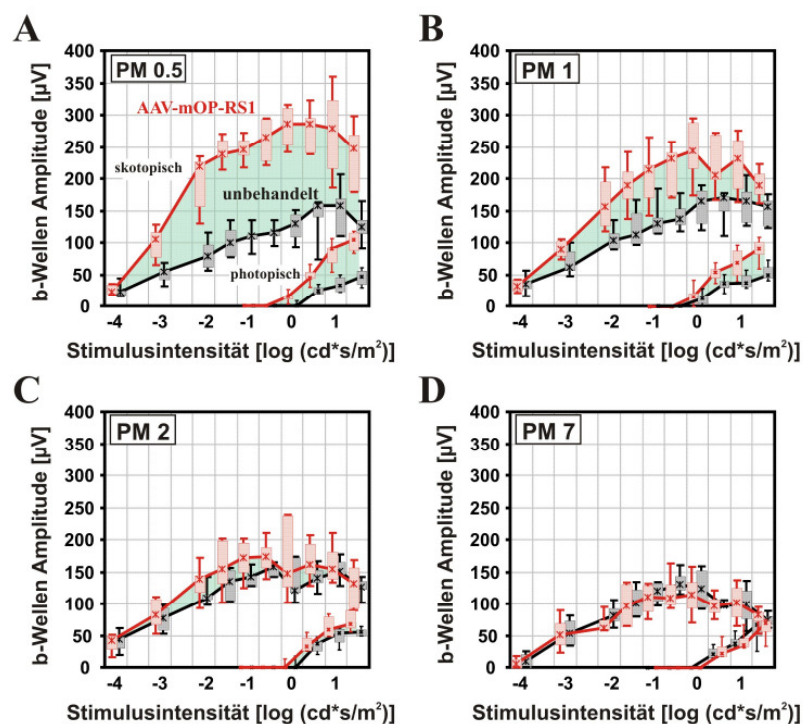 A
PM 0.5
AAV-mOP-RS1
skotopisch
unbehandelt
photopisch
b-Wellen Amplitude [µV]
400
350
300
250
200
150
100
50
0
-4 -3 -2 -1 0 1
Stimulusintensität [log (cd*s/m²)]
B
PM 1
b-Wellen Amplitude [µV]
400
350
300
250
200
150
100
50
0
-4 -3 -2 -1 0 1
Stimulusintensität [log (cd*s/m²)]
C
PM 2
b-Wellen Amplitude [µV]
400
350
300
250
200
150
100
50
0
-4 -3 -2 -1 0 1
Stimulusintensität [log (cd*s/m²)]
D
PM 7
b-Wellen Amplitude [µV]
400
350
300
250
200
150
100
50
0
-4 -3 -2 -1 0 1
Stimulusintensität [log (cd*s/m²)]